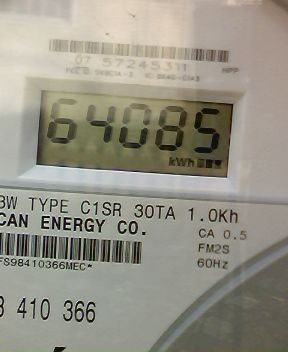 07 57245311
64085
kWh
3W TYPE C1SR 30TA 1.0Kh
CAN ENERGY CO.
CA 0.5
FM2S
60Hz
FS98410366MEC*
410 366